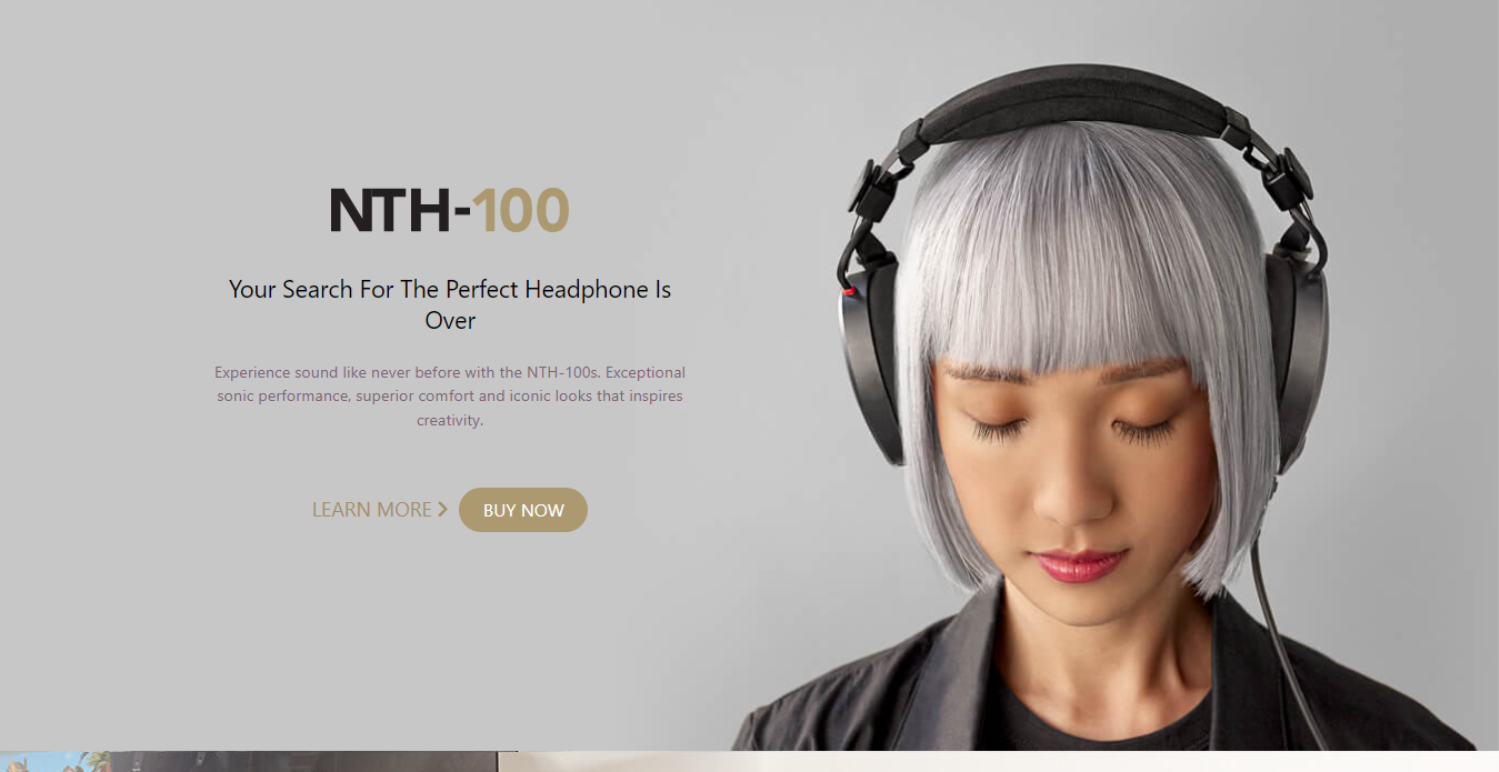 NTH-100
Your Search For The Perfect Headphone Is
Over
Experience sound like never before with the NTH-100s. Exceptional
sonic performance, superior comfort and iconic looks that inspires
creativity.
LEARN MORE
BUY NOW